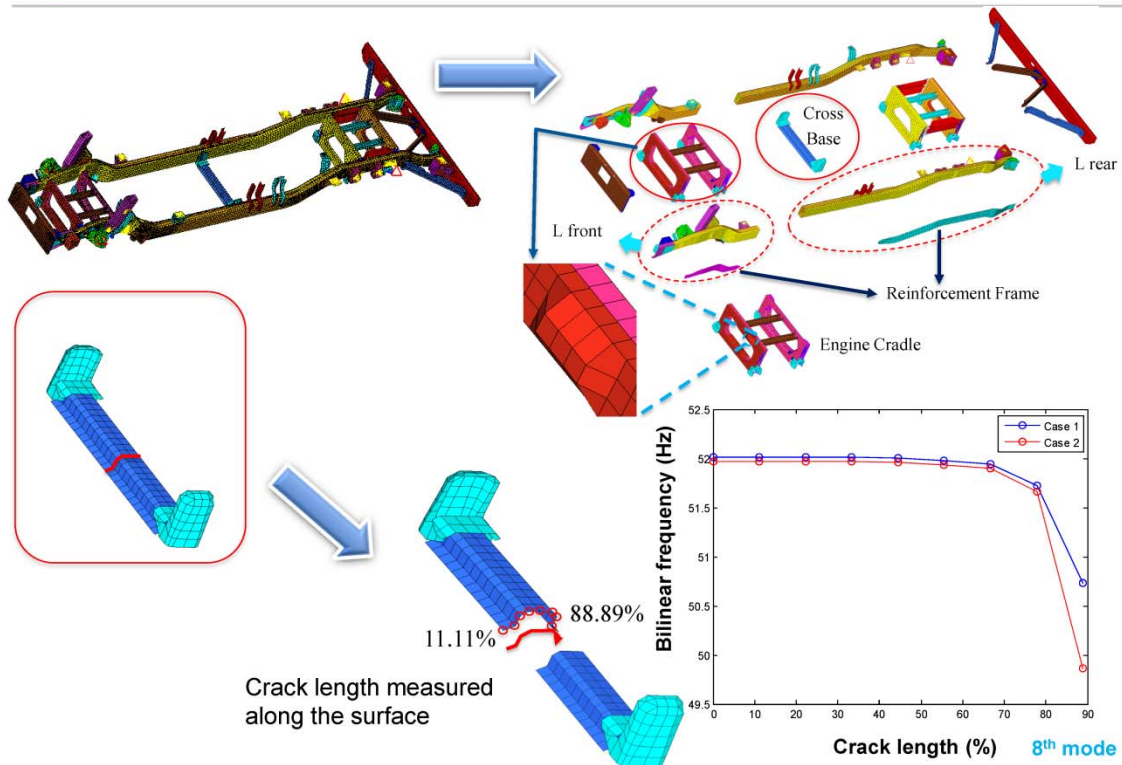 Cross
Base
L rear
L front
Reinforcement Frame
Engine Cradle
11.11%
88.89%
Crack length measured
along the surface
52.5
52
51.5
51
50.5
50
49.5
Bilinear frequency (Hz)
Case 1
Case 2
0 10 20 30 40 50 60 70 80 90
Crack length (%) 8th mode